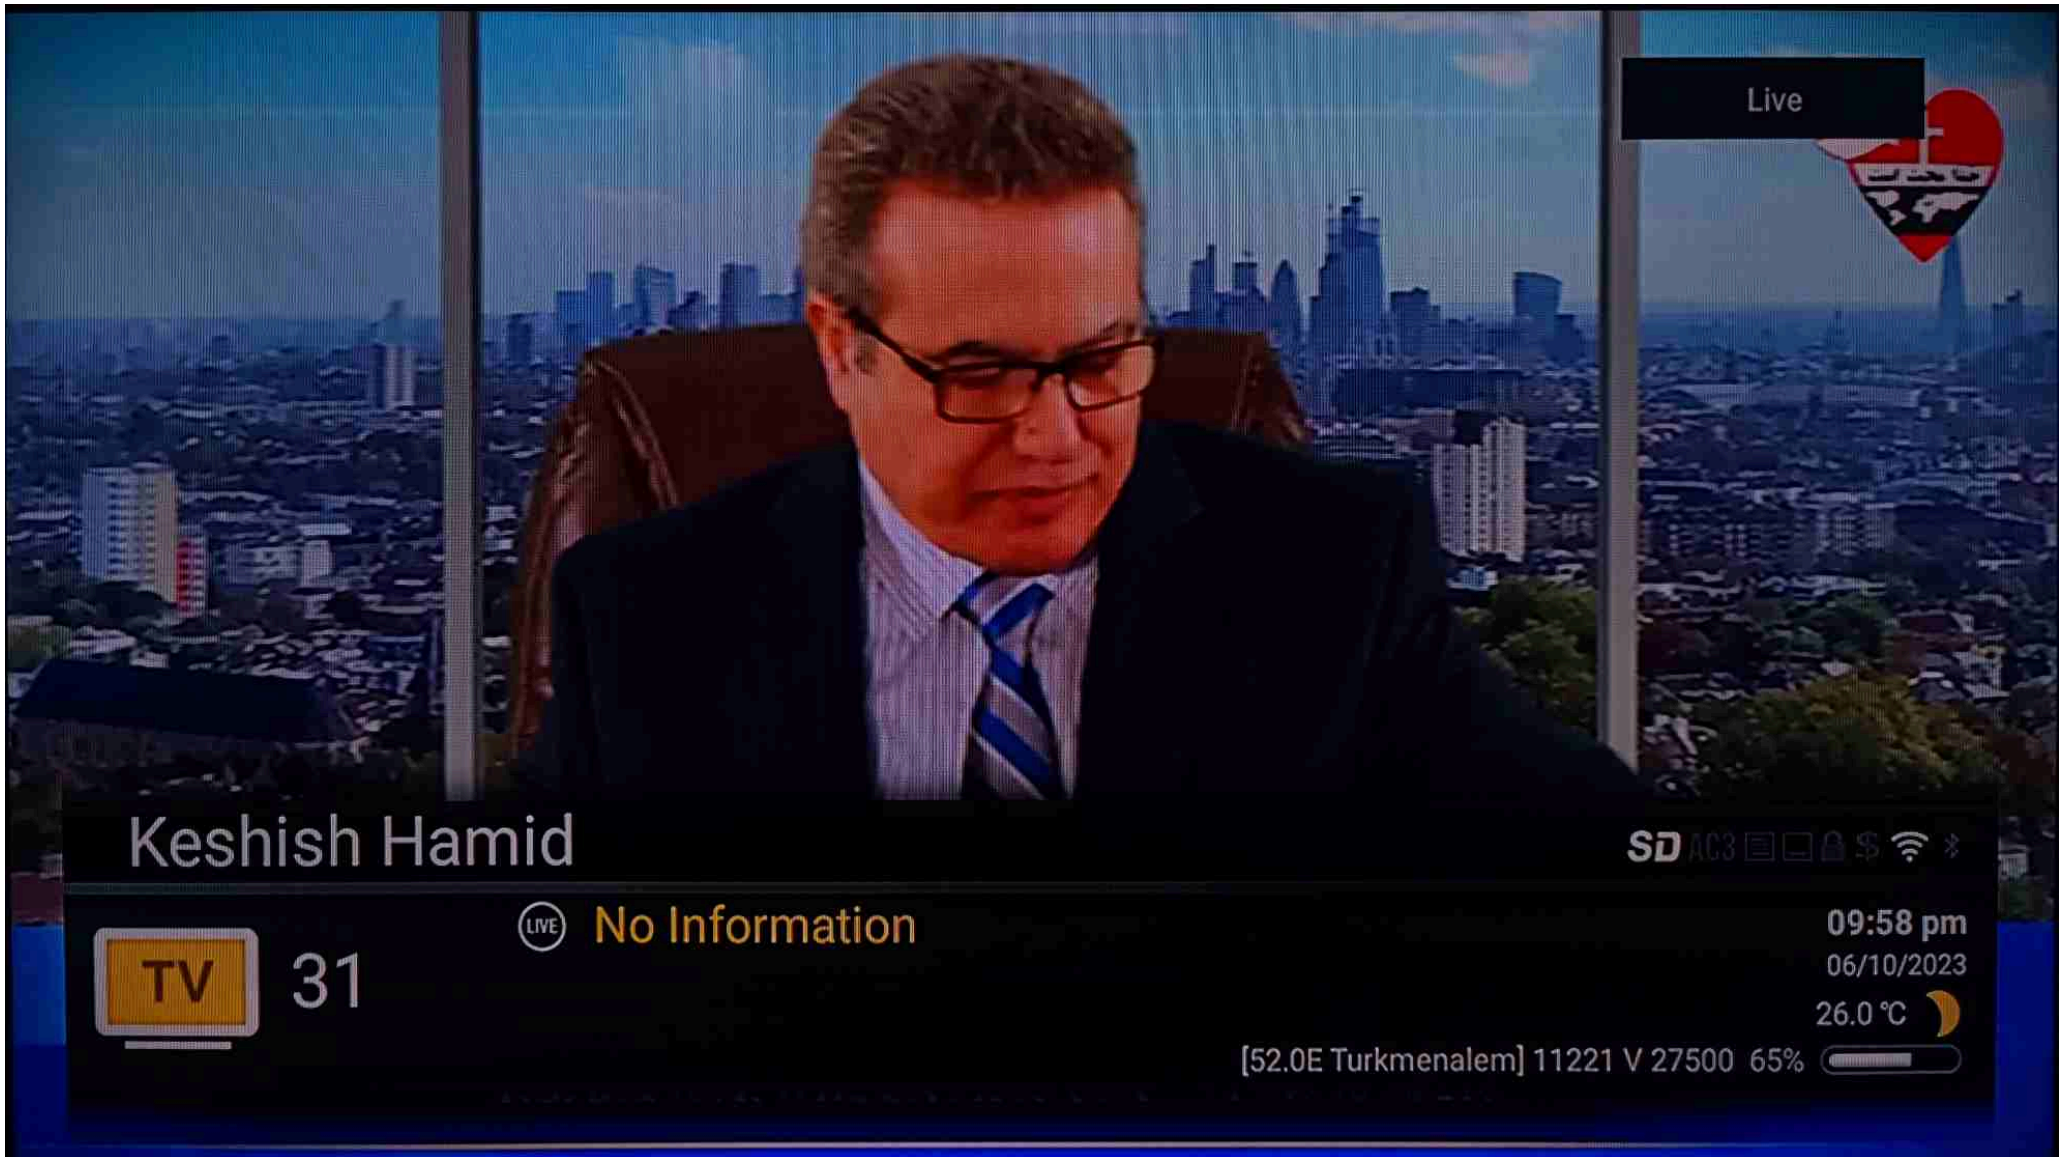 Live
Keshish Hamid
SD AC3 $
LIVE No Information
TV 31
09:58 pm
06/10/2023
26.0 °C
[52.0E Turkmenalem] 11221 V 27500 65%